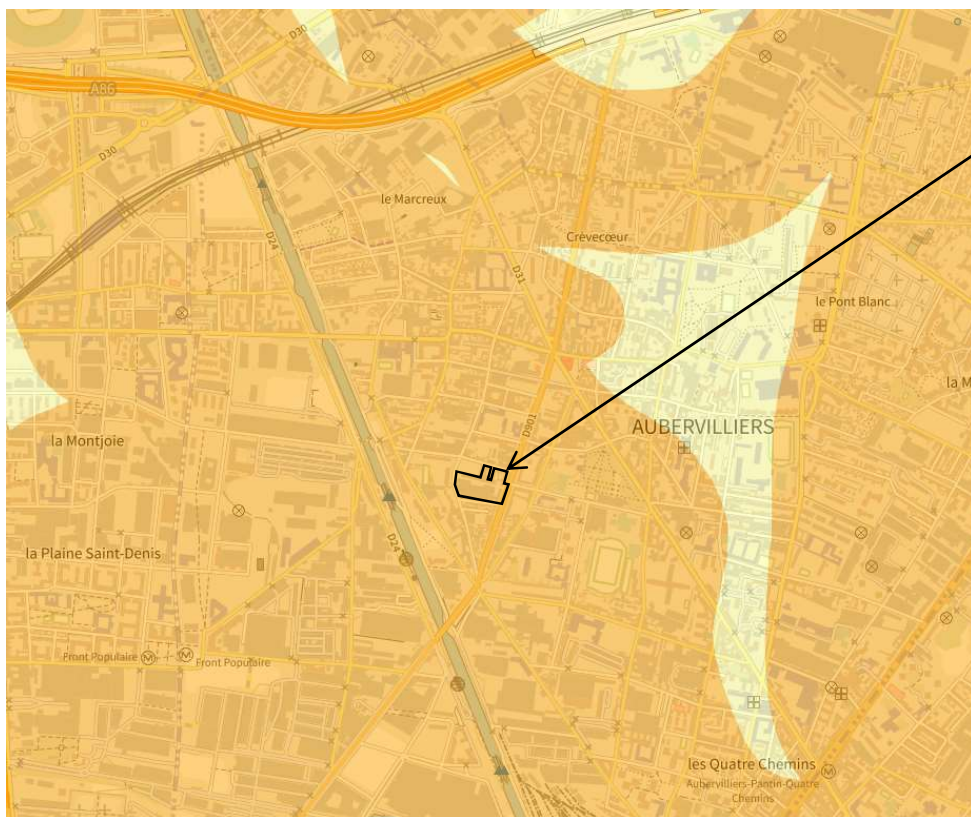 D30
A86
D30
le Marcreux
D24
Crèvecœur
D31
le Pont Blanc
la M
D901
AUBERVILLIERS
la Montjoie
la Plaine Saint-Denis
D24
Front Populaire
Front Populaire
les Quatre Chemins
Aubervilliers-Pantin-Quatre
Chemins